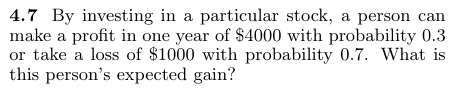 4.7 By investing in a particular stock, a person can
make a profit in one year of $4000 with probability 0.3
or take a loss of $1000 with probability 0.7. What is
this person's expected gain?